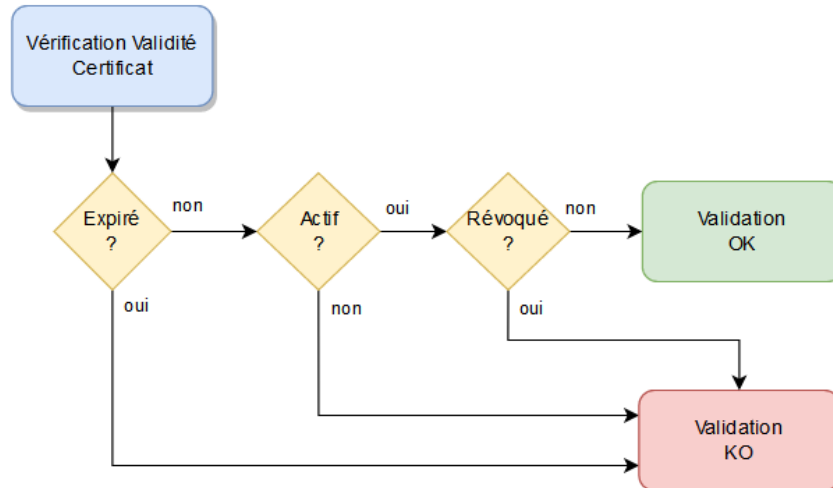 Vérification Validité
Certificat
Expiré
?
non
Actif
?
oui
Révoqué
?
non
Validation
OK
oui
non
oui
Validation
KO